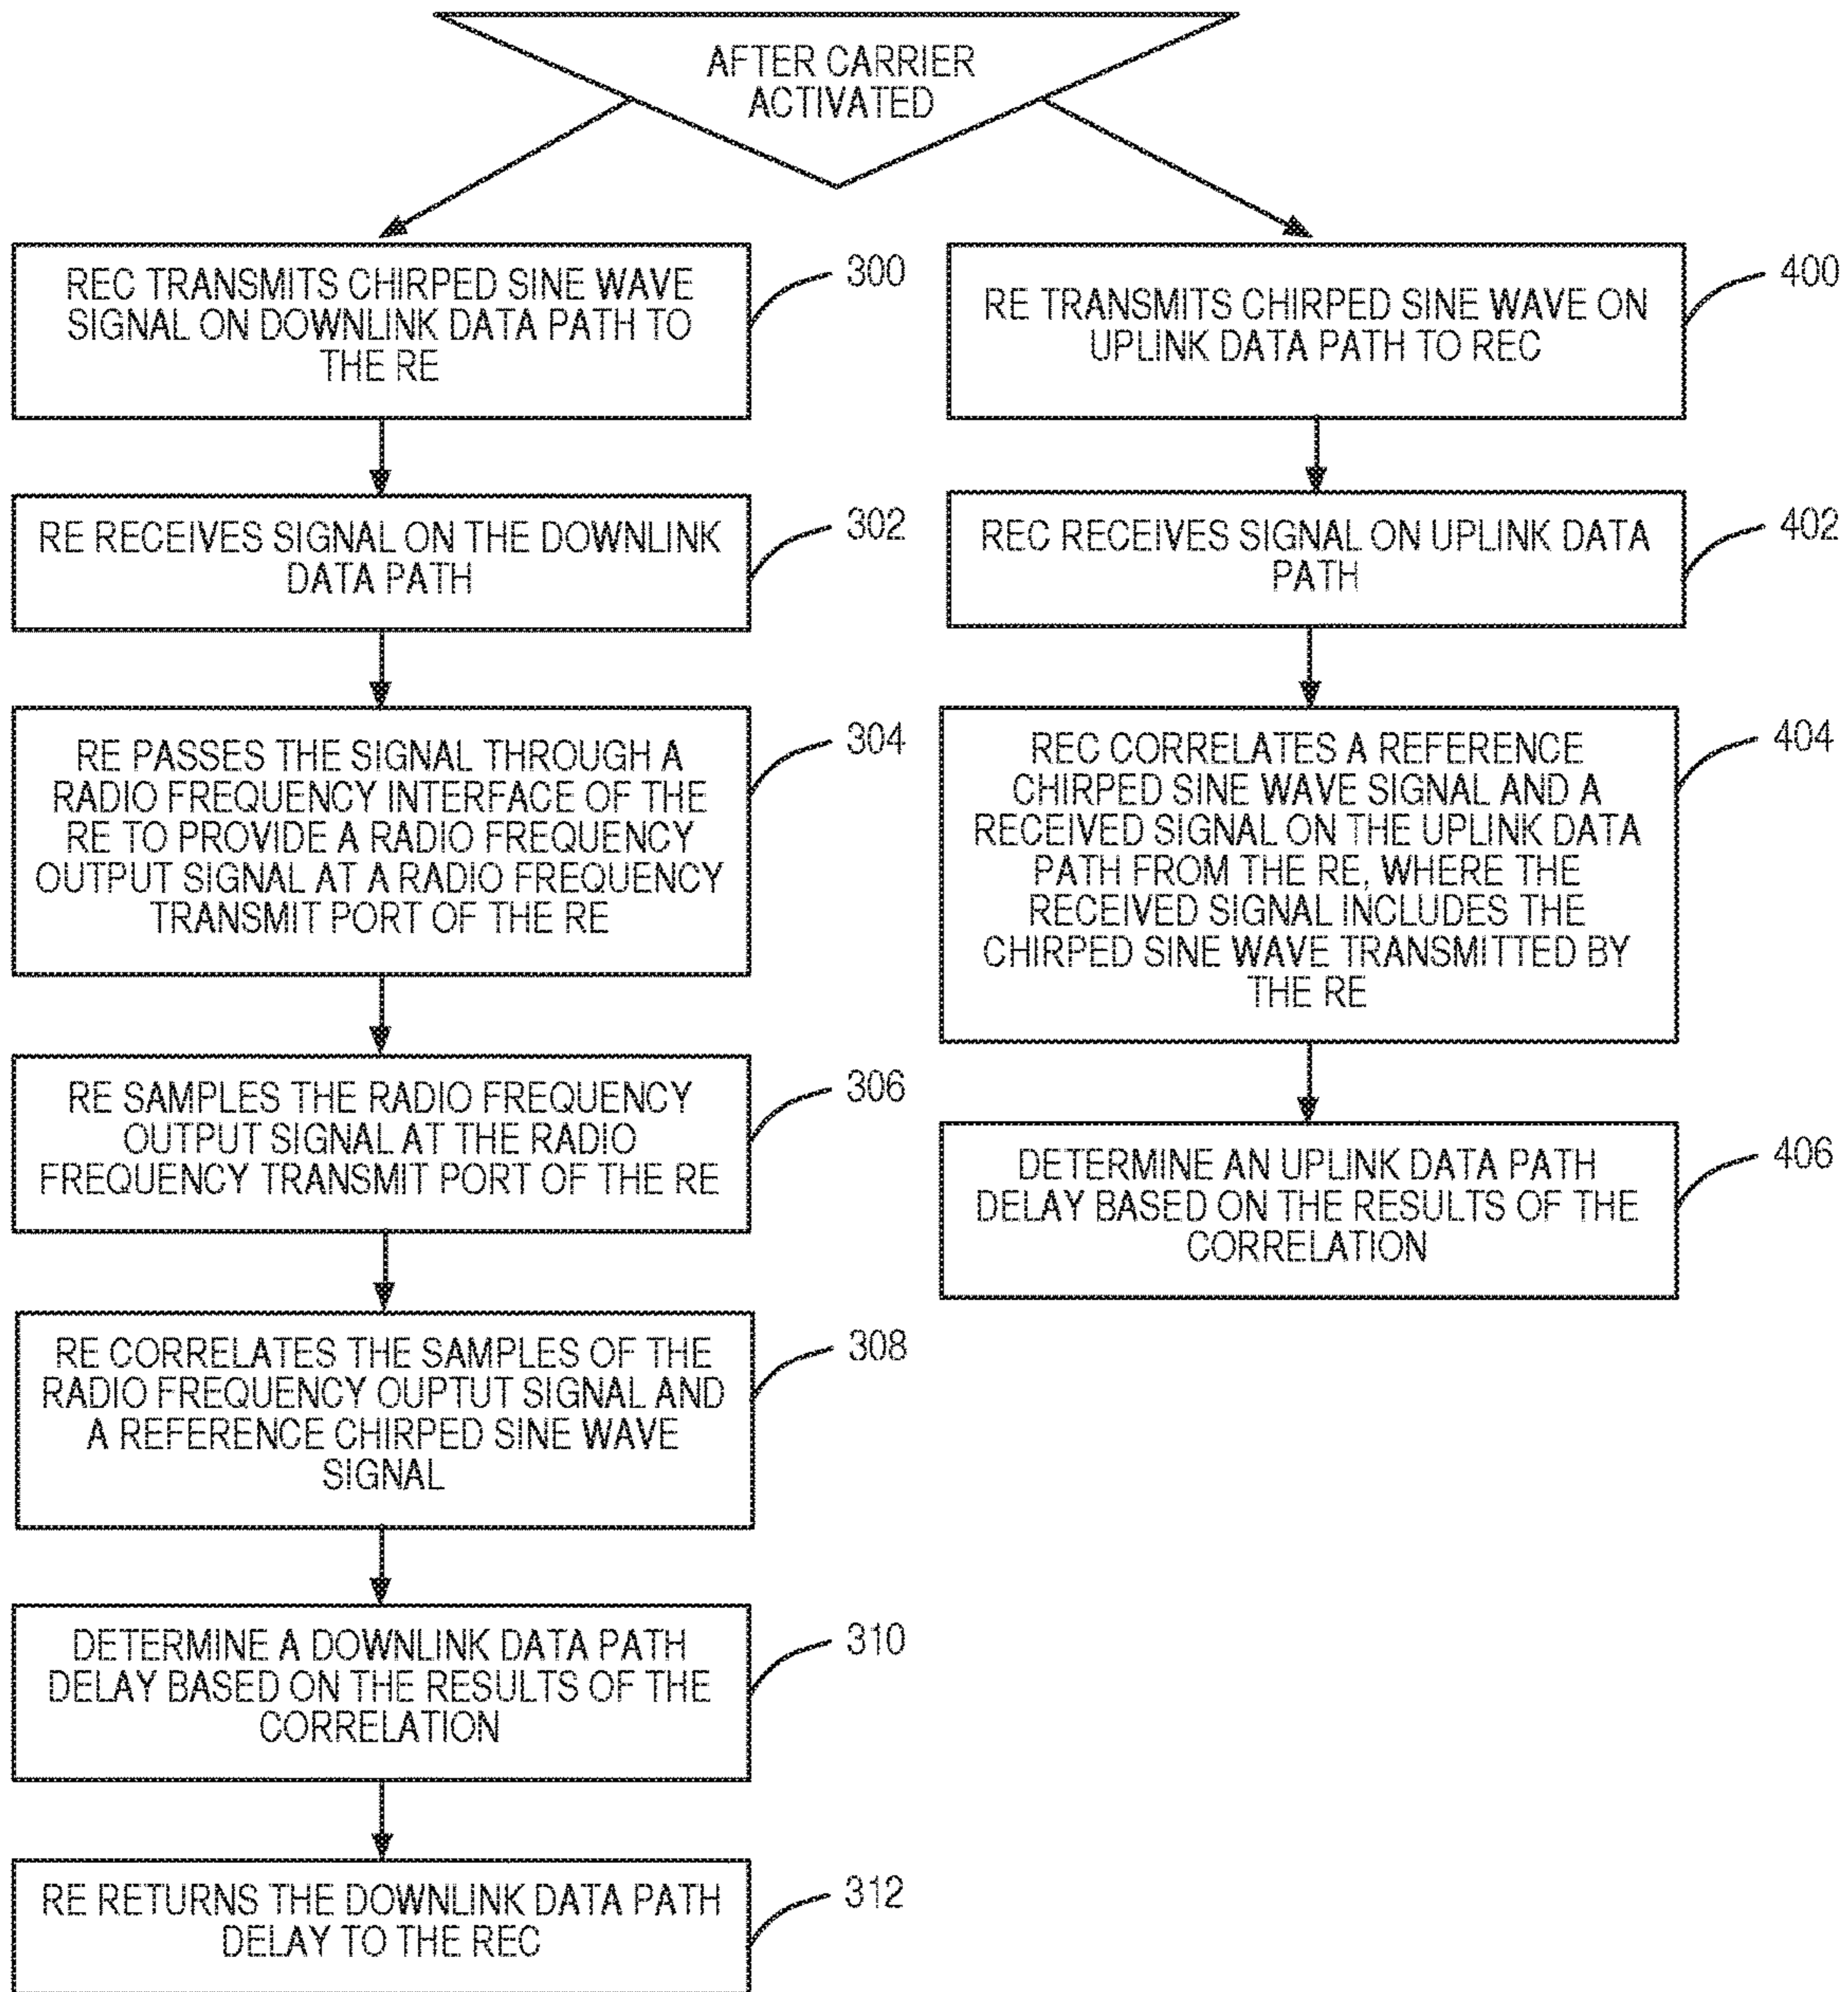 AFTER CARRIER
ACTIVATED
REC TRANSMITS CHIRPED SINE WAVE
SIGNAL ON DOWNLINK DATA PATH TO
THE RE
300
RE RECEIVES SIGNAL ON THE DOWNLINK
DATA PATH
302
RE PASSES THE SIGNAL THROUGH A
RADIO FREQUENCY INTERFACE OF THE
RE TO PROVIDE A RADIO FREQUENCY
OUTPUT SIGNAL AT A RADIO FREQUENCY
TRANSMIT PORT OF THE RE
304
RE SAMPLES THE RADIO FREQUENCY
OUTPUT SIGNAL AT THE RADIO
FREQUENCY TRANSMIT PORT OF THE RE
306
RE CORRELATES THE SAMPLES OF THE
RADIO FREQUENCY OUPTUT SIGNAL AND
A REFERENCE CHIRPED SINE WAVE
SIGNAL
308
DETERMINE A DOWNLINK DATA PATH
DELAY BASED ON THE RESULTS OF THE
CORRELATION
310
RE RETURNS THE DOWNLINK DATA PATH
DELAY TO THE REC
312
RE TRANSMITS CHIRPED SINE WAVE ON
UPLINK DATA PATH TO REC
400
REC RECEIVES SIGNAL ON UPLINK DATA
PATH
402
REC CORRELATES A REFERENCE
CHIRPED SINE WAVE SIGNAL AND A
RECEIVED SIGNAL ON THE UPLINK DATA
PATH FROM THE RE, WHERE THE
RECEIVED SIGNAL INCLUDES THE
CHIRPED SINE WAVE TRANSMITTED BY
THE RE
404
DETERMINE AN UPLINK DATA PATH
DELAY BASED ON THE RESULTS OF THE
CORRELATION
406